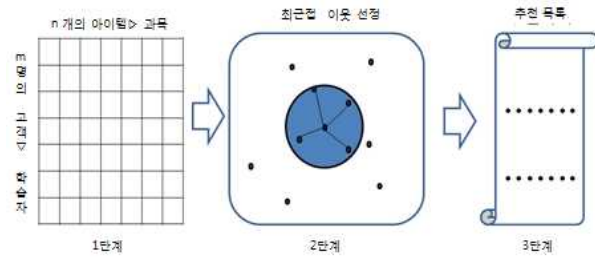 n 개의 아이템▷ 과목
최근접 이웃 선정
추천 목록
m명의 고객▽ 학습자
1단계
2단계
3단계